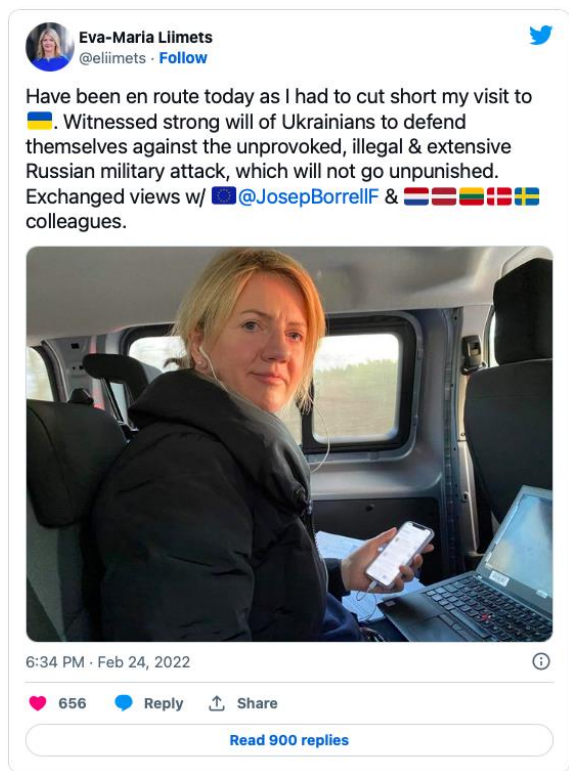 Eva-Maria Liimets
@eliimets · Follow
Have been en route today as I had to cut short my visit to
🇺🇦. Witnessed strong will of Ukrainians to defend
themselves against the unprovoked, illegal & extensive
Russian military attack, which will not go unpunished.
Exchanged views w/ 🇪🇺@JosepBorrellF & 🇳🇱🇱🇻🇱🇹🇩🇰🇸🇪
colleagues.
6:34 PM · Feb 24, 2022
656 Reply Share
Read 900 replies